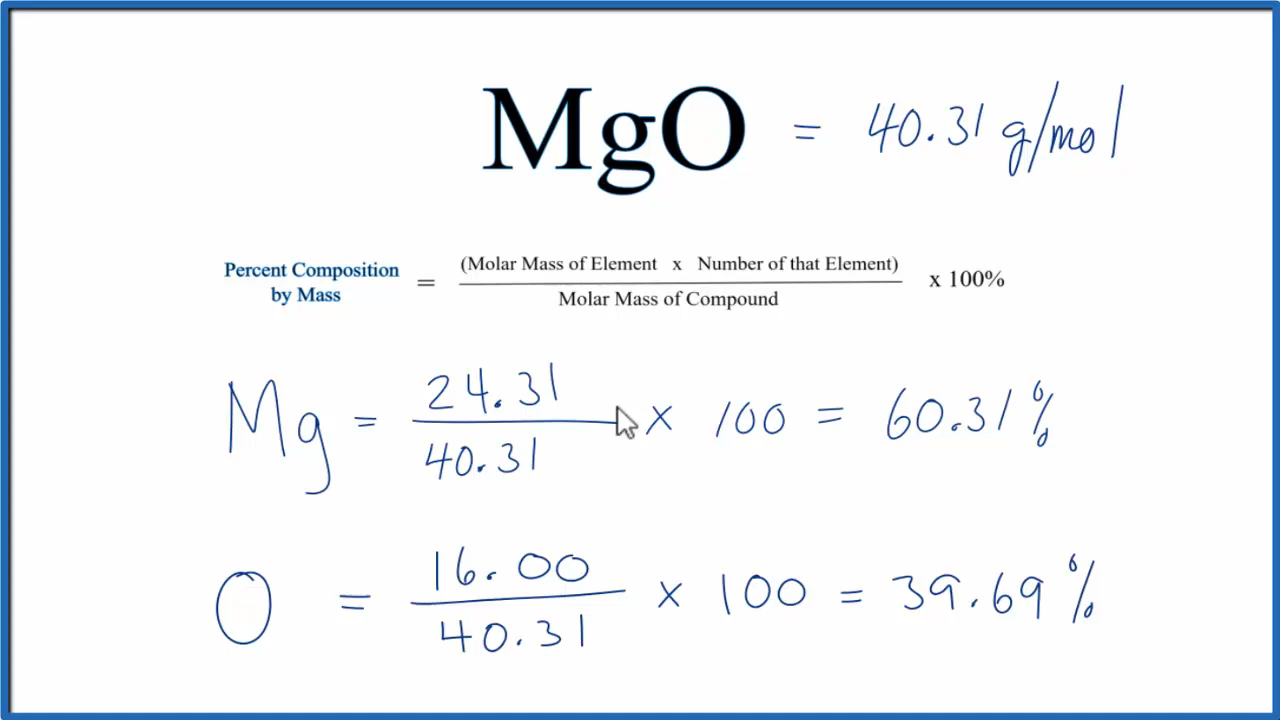 MgO = 40.31 g/mol
Percent Composition by Mass = (Molar Mass of Element x Number of that Element) / Molar Mass of Compound x 100%
Mg = 24.31 / 40.31 x 100 = 60.31%
O = 16.00 / 40.31 x 100 = 39.69%